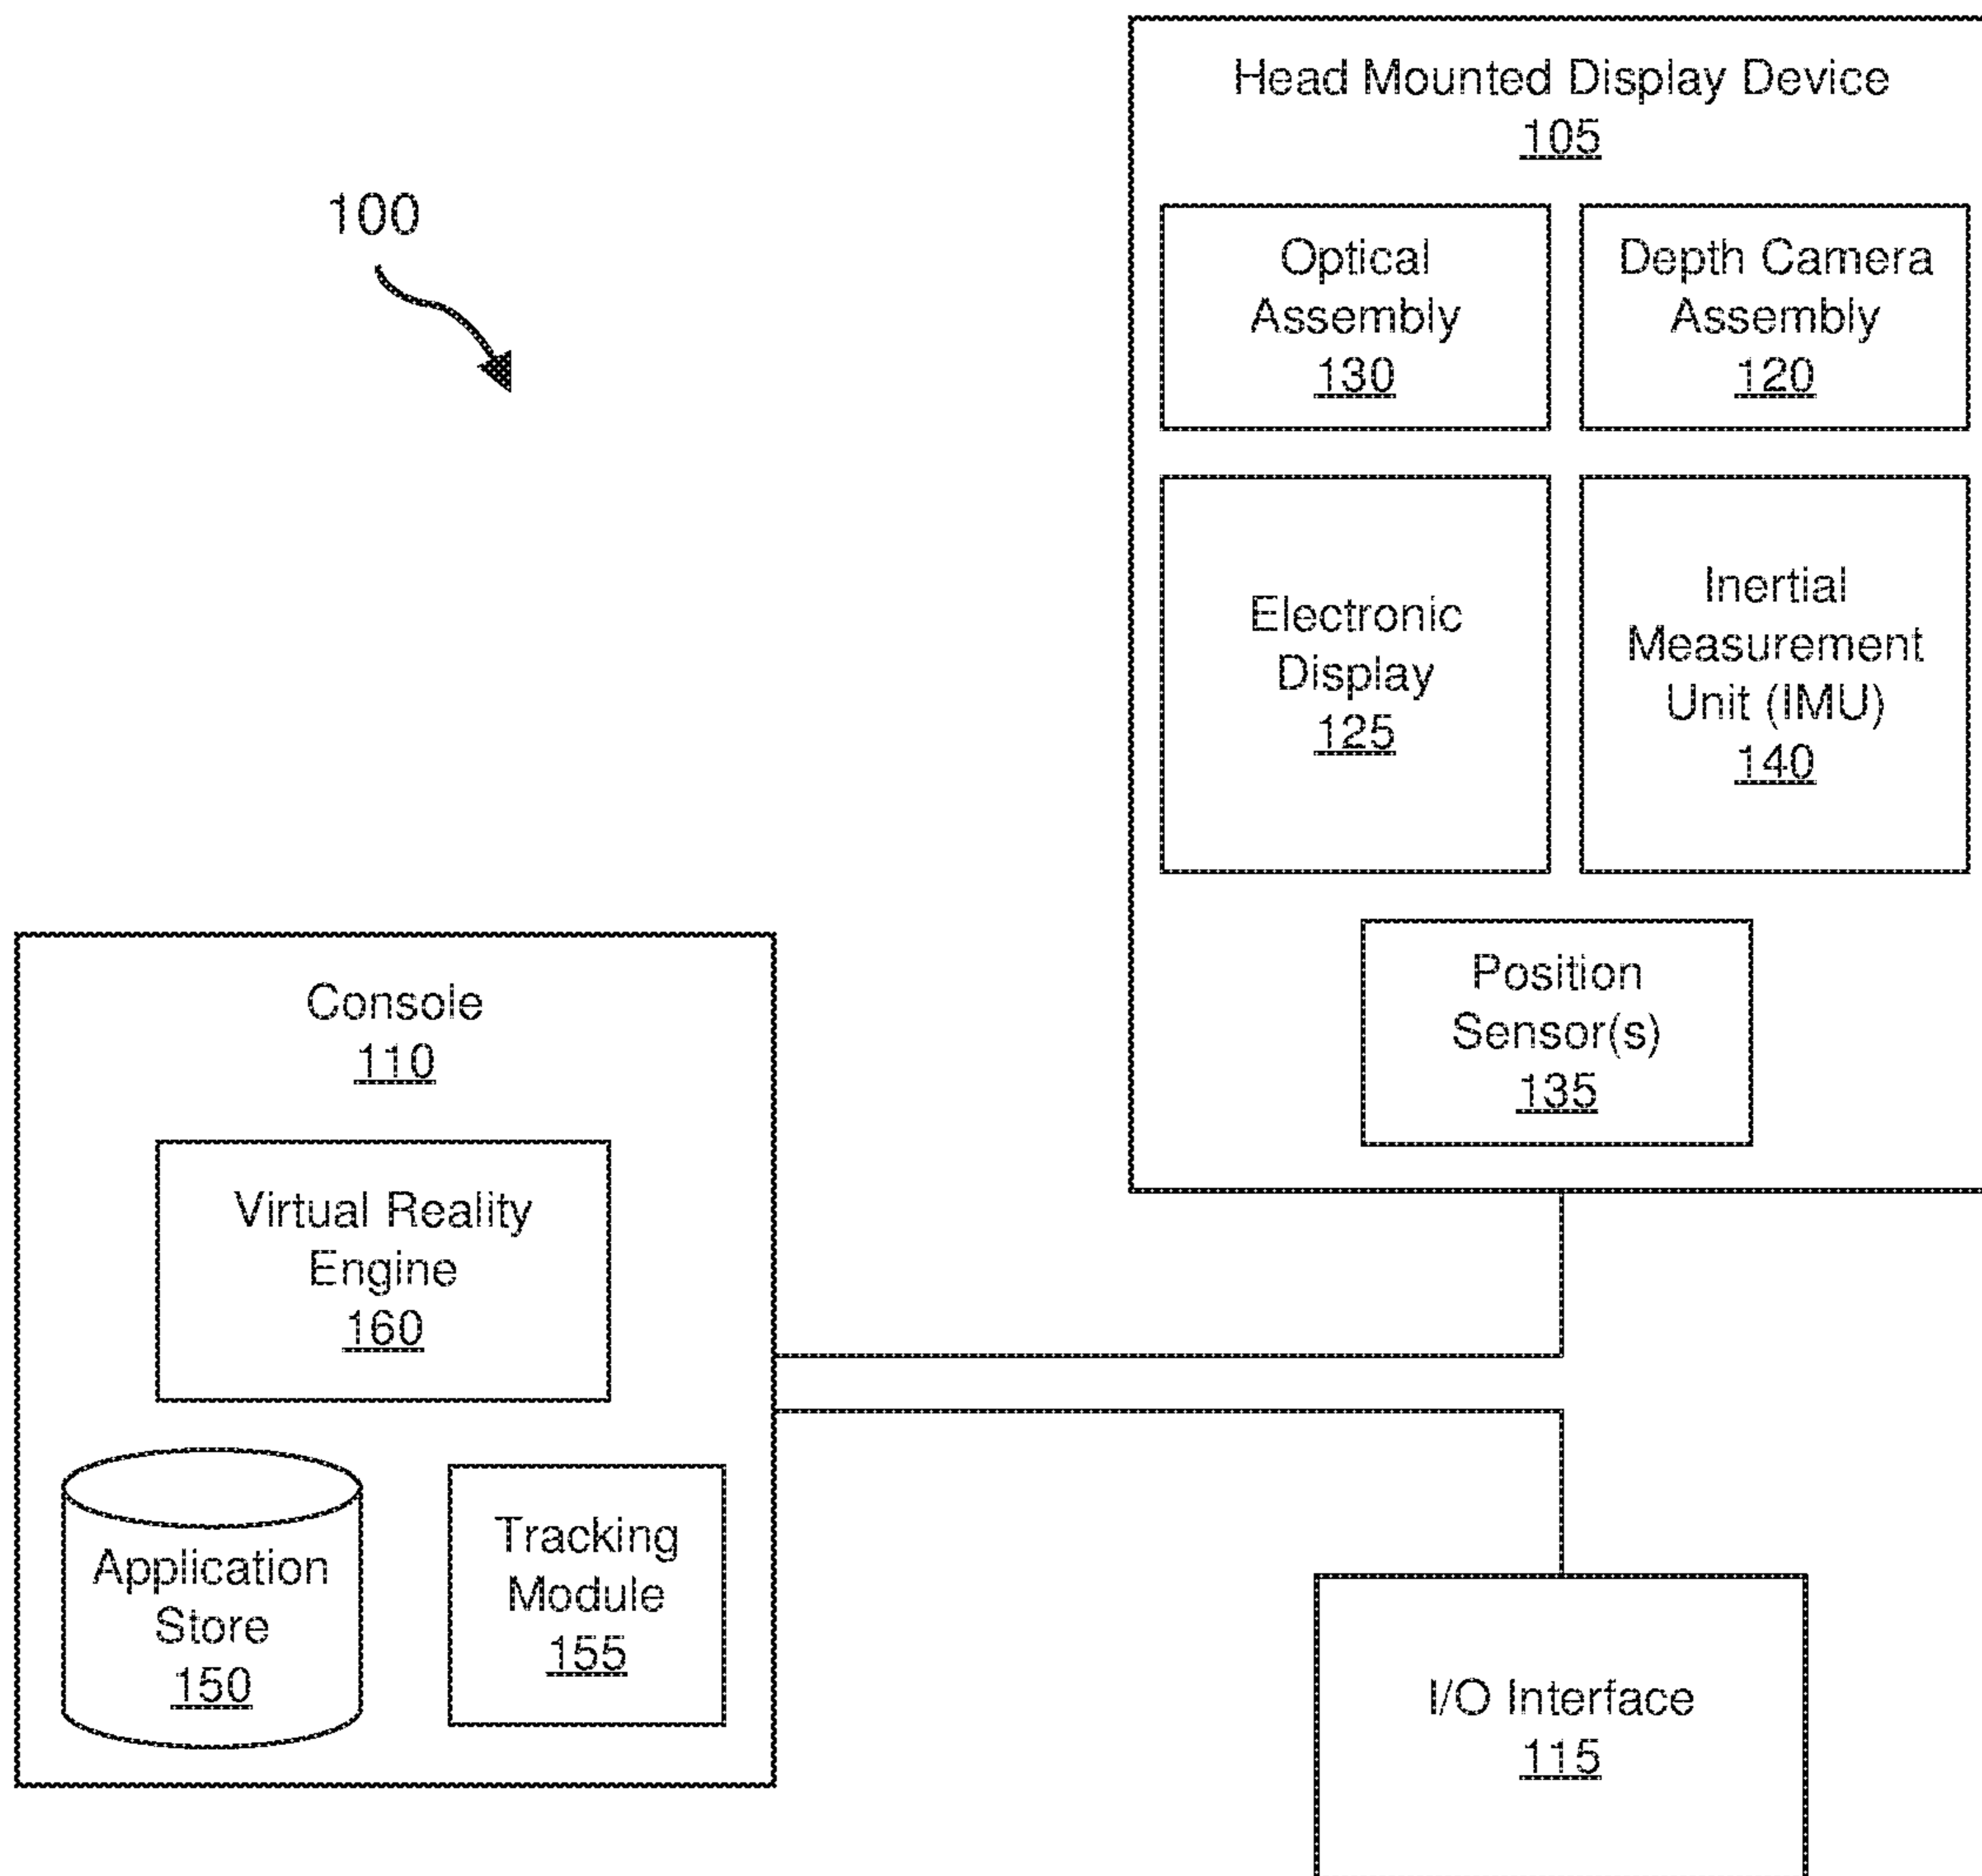 100
Head Mounted Display Device
105
Optical
Assembly
130
Depth Camera
Assembly
120
Electronic
Display
125
Inertial
Measurement
Unit (IMU)
140
Position
Sensor(s)
135
Console
110
Virtual Reality
Engine
160
Application
Store
150
Tracking
Module
155
I/O Interface
115